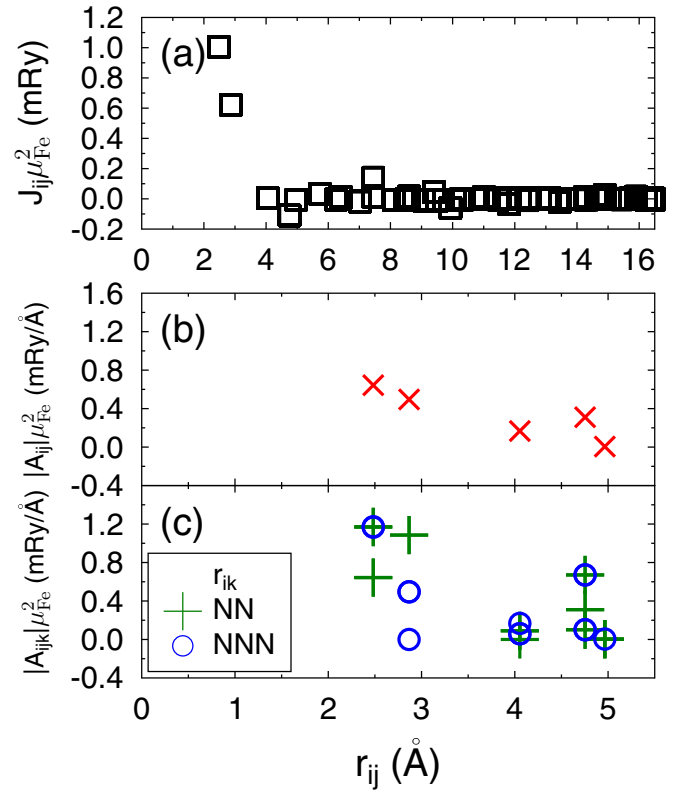 (a)
J_ij μ²_Fe (mRy)
1.2
1.0
0.8
0.6
0.4
0.2
0.0
-0.2
0 2 4 6 8 10 12 14 16
(b)
|A_ij|μ²_Fe (mRy/Å)
1.6
1.2
0.8
0.4
0.0
-0.4
(c)
|A_ijk|μ²_Fe (mRy/Å)
1.2
0.8
0.4
0.0
-0.4
r_ik
NN
NNN
0 1 2 3 4 5
r_ij (Å)